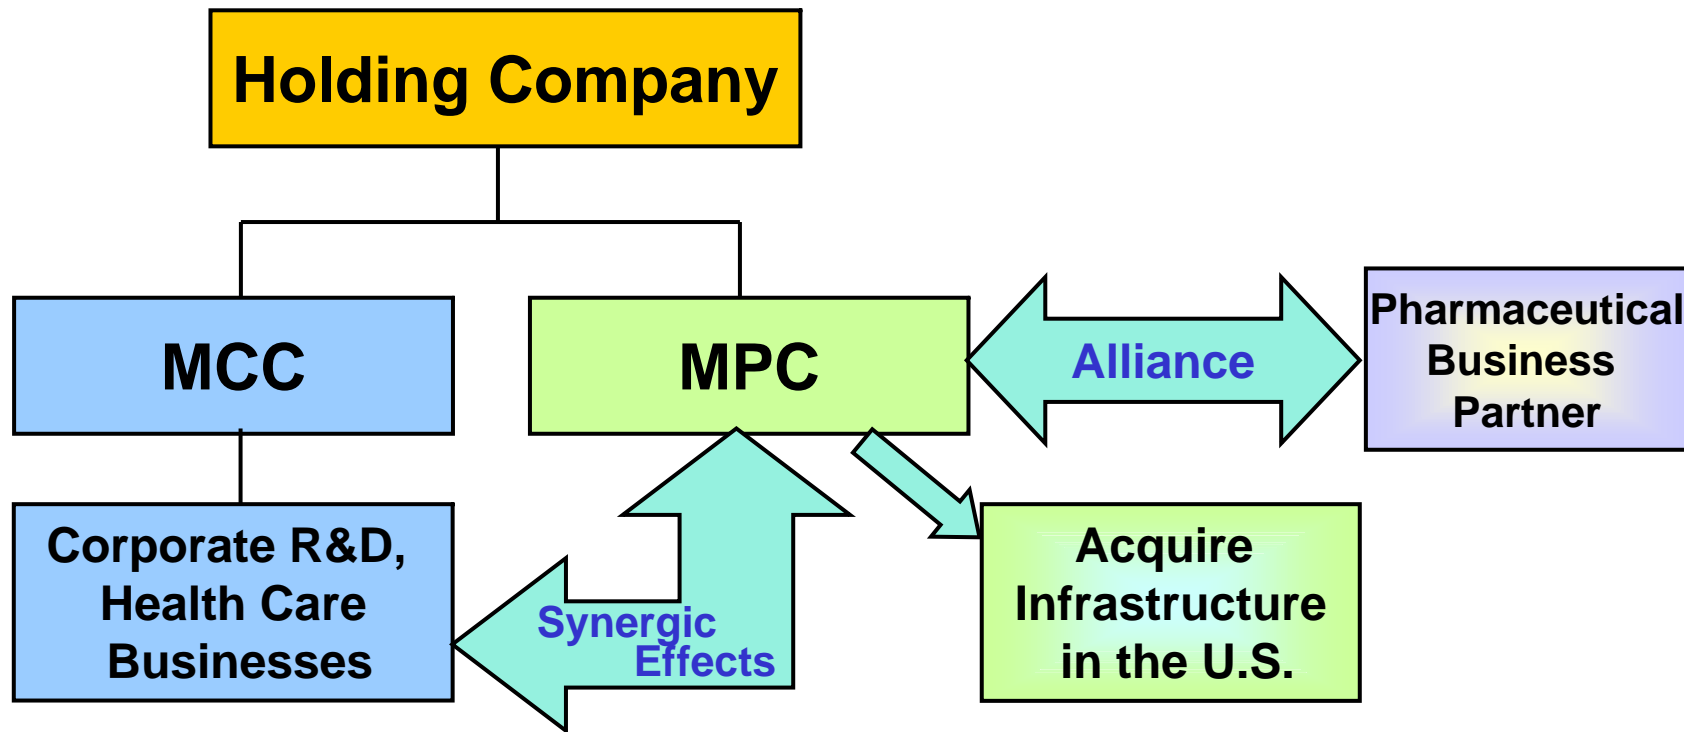 Holding Company
MCC
MPC
Alliance
Pharmaceutical
Business
Partner
Corporate R&D,
Health Care
Businesses
Synergic
Effects
Acquire
Infrastructure
in the U.S.